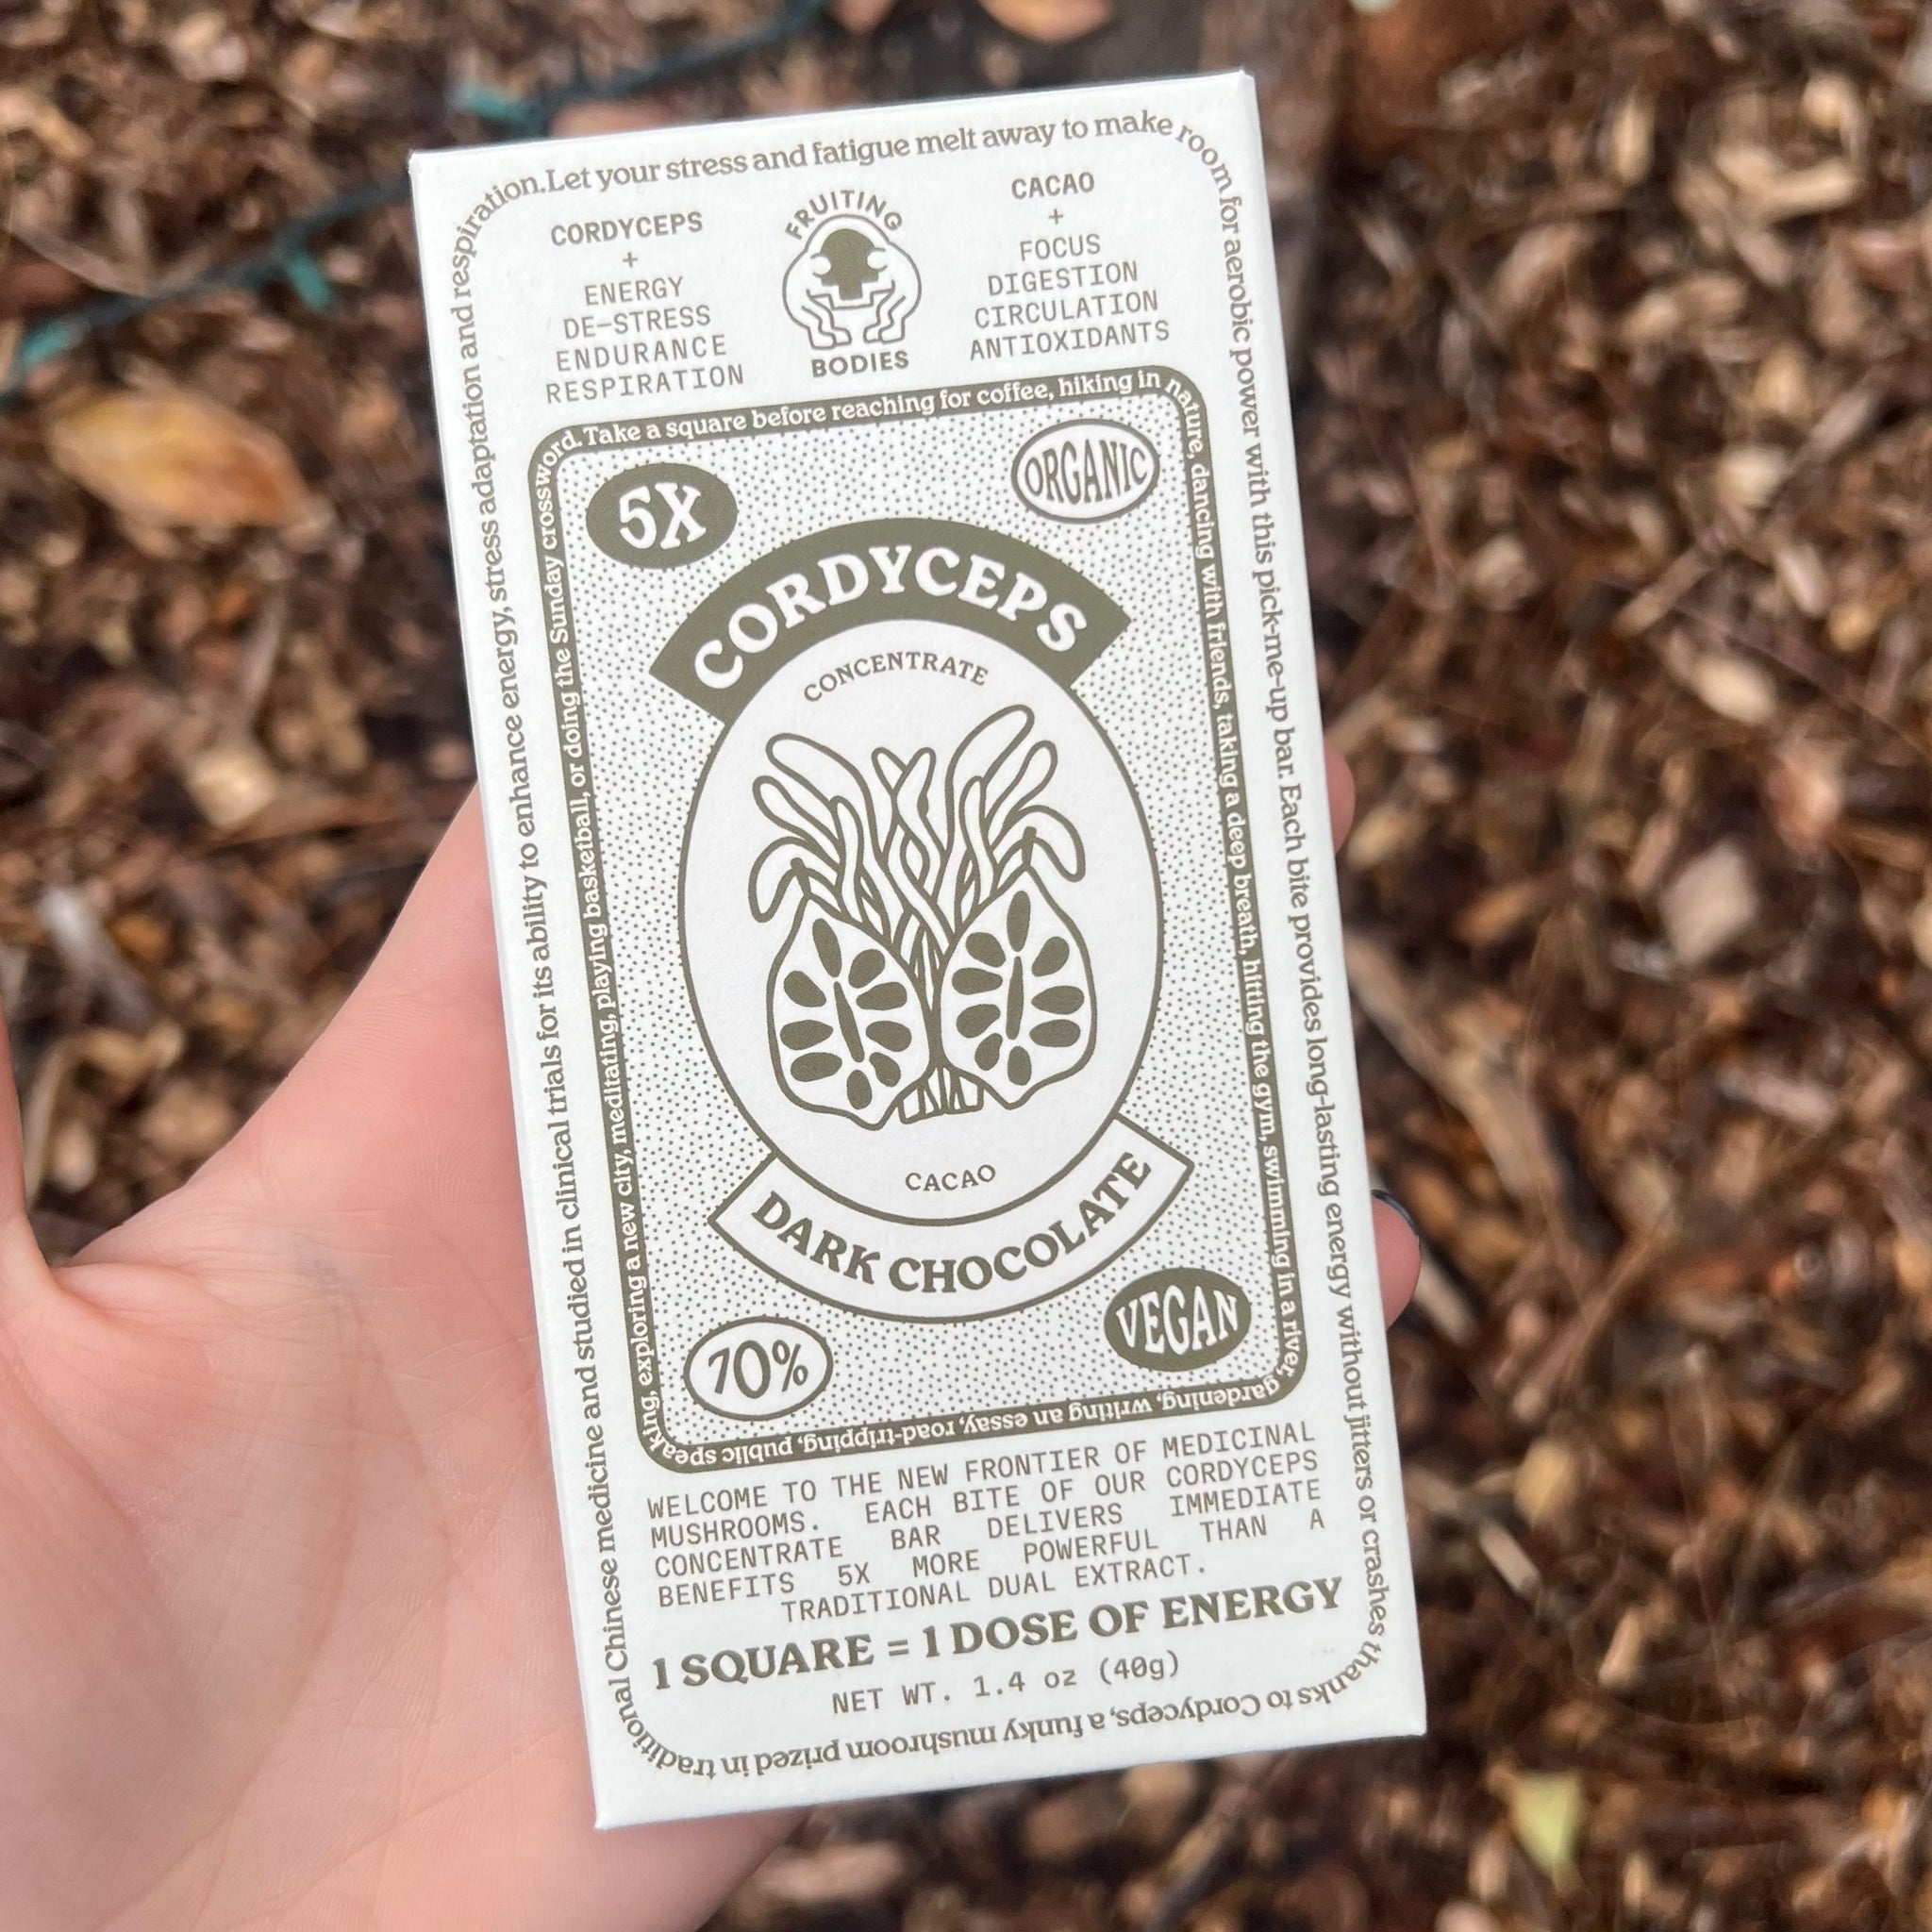 Let your stress and fatigue melt away to make room for aerobic power with this pick-me-up bar. Each bite provides long-lasting energy without jitters or crashes thanks to Cordyceps, a funky mushroom prized in traditional Chinese medicine and studied in clinical trials for its ability to enhance energy, stress adaptation and respiration.
CORDYCEPS
+
ENERGY
DE-STRESS
ENDURANCE
RESPIRATION
FRUITING
BODIES
CACAO
+
FOCUS
DIGESTION
CIRCULATION
ANTIOXIDANTS
Take a square before reaching for coffee, hiking in nature, dancing with friends, taking a deep breath, hitting the gym, swimming in a river, gardening, writing an essay, road-tripping, public speaking, exploring a new city, meditating, playing basketball, or doing the Sunday crossword.
5X
ORGANIC
CORDYCEPS
CONCENTRATE
CACAO
DARK CHOCOLATE
70%
VEGAN
WELCOME TO THE NEW FRONTIER OF MEDICINAL
MUSHROOMS. EACH BITE OF OUR CORDYCEPS
CONCENTRATE BAR DELIVERS IMMEDIATE
BENEFITS 5X MORE POWERFUL THAN A
TRADITIONAL DUAL EXTRACT.
1 SQUARE = 1 DOSE OF ENERGY
NET WT. 1.4 oz (40g)